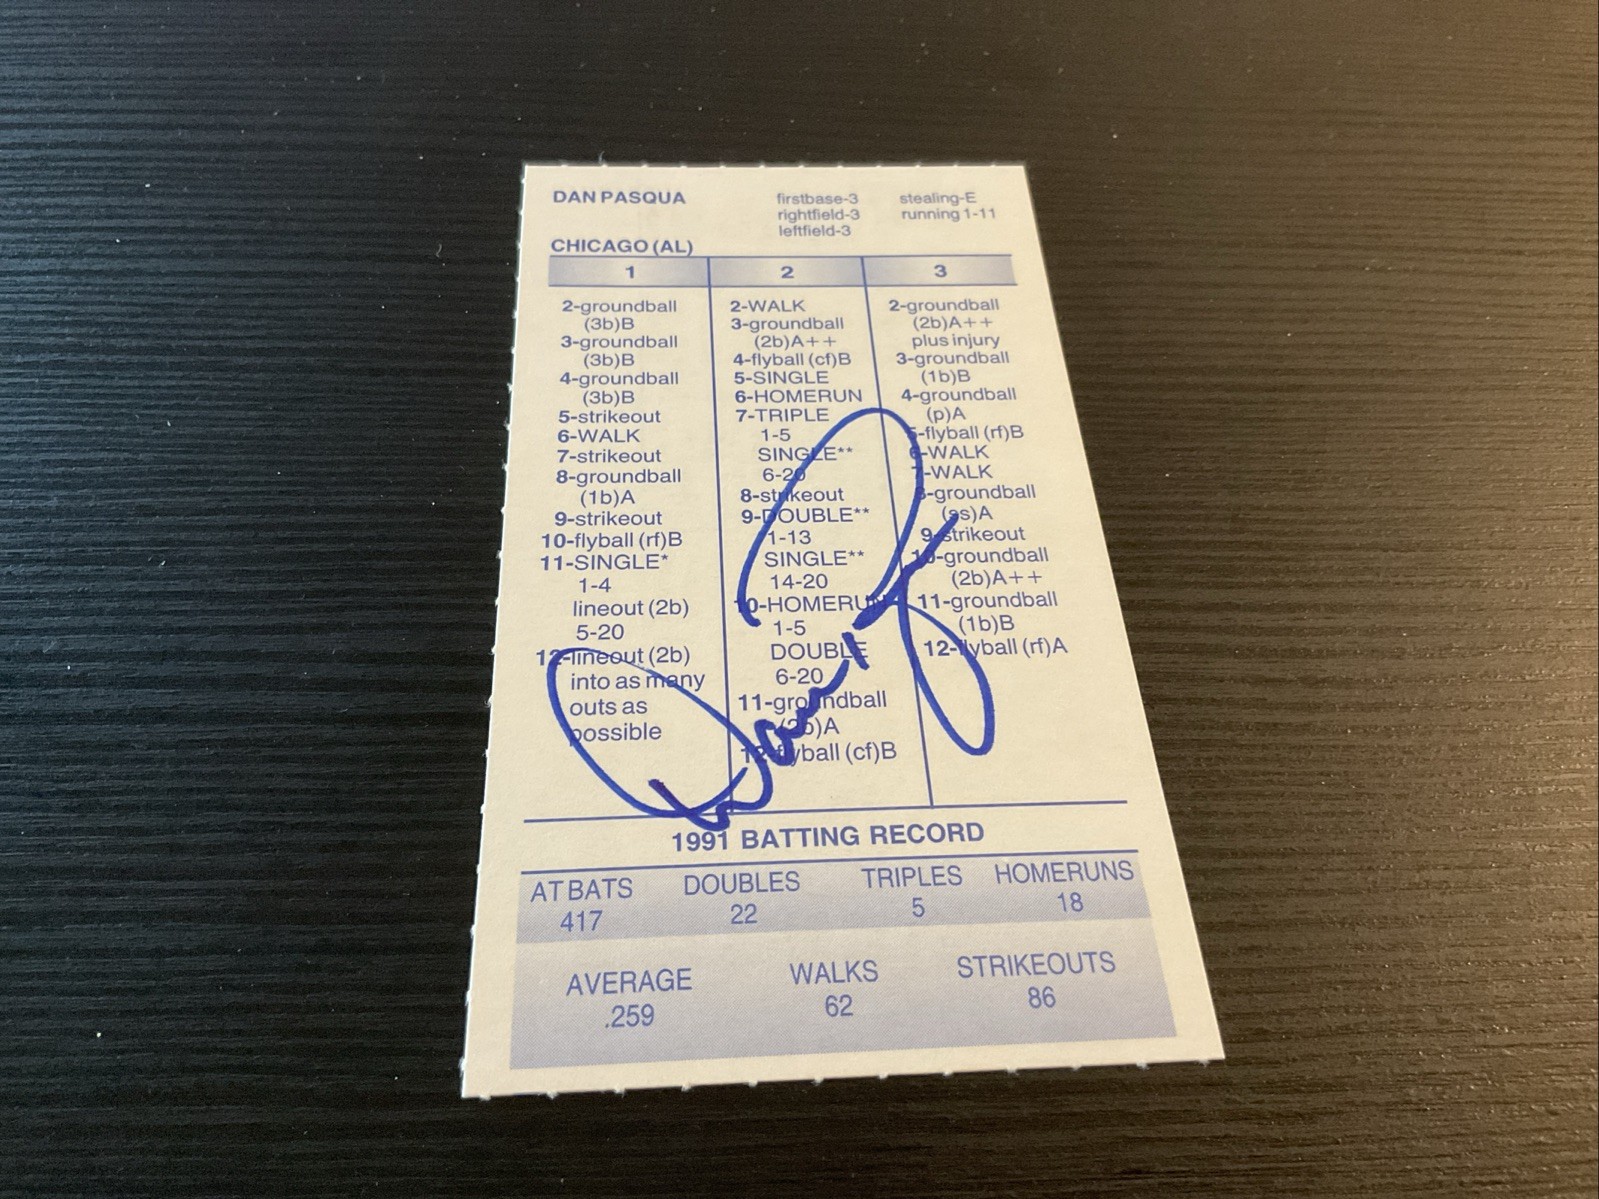 DAN PASQUA
firstbase-3
rightfield-3
leftfield-3
stealing-E
running 1-11
CHICAGO (AL)
1
2-groundball
(3b)B
3-groundball
(3b)B
4-groundball
(3b)B
5-strikeout
6-WALK
7-strikeout
8-groundball
(1b)A
9-strikeout
10-flyball (rf)B
11-SINGLE*
1-4
lineout (2b)
5-20
12-lineout (2b)
into as many
outs as
possible
2
2-WALK
3-groundball
(2b)A++
4-flyball (cf)B
5-SINGLE
6-HOMERUN
7-TRIPLE
1-5
SINGLE**
6-20
8-strikeout
9-DOUBLE**
1-13
SINGLE**
14-20
10-HOMERUN
1-5
DOUBLE
6-20
11-groundball
(2b)A
12-flyball (cf)B
3
2-groundball
(2b)A++
plus injury
3-groundball
(1b)B
4-groundball
(p)A
5-flyball (rf)B
6-WALK
7-WALK
8-groundball
(ss)A
9-strikeout
10-groundball
(2b)A++
11-groundball
(1b)B
12-flyball (rf)A
1991 BATTING RECORD
AT BATS DOUBLES TRIPLES HOMERUNS
417 22 5 18
AVERAGE WALKS STRIKEOUTS
.259 62 86